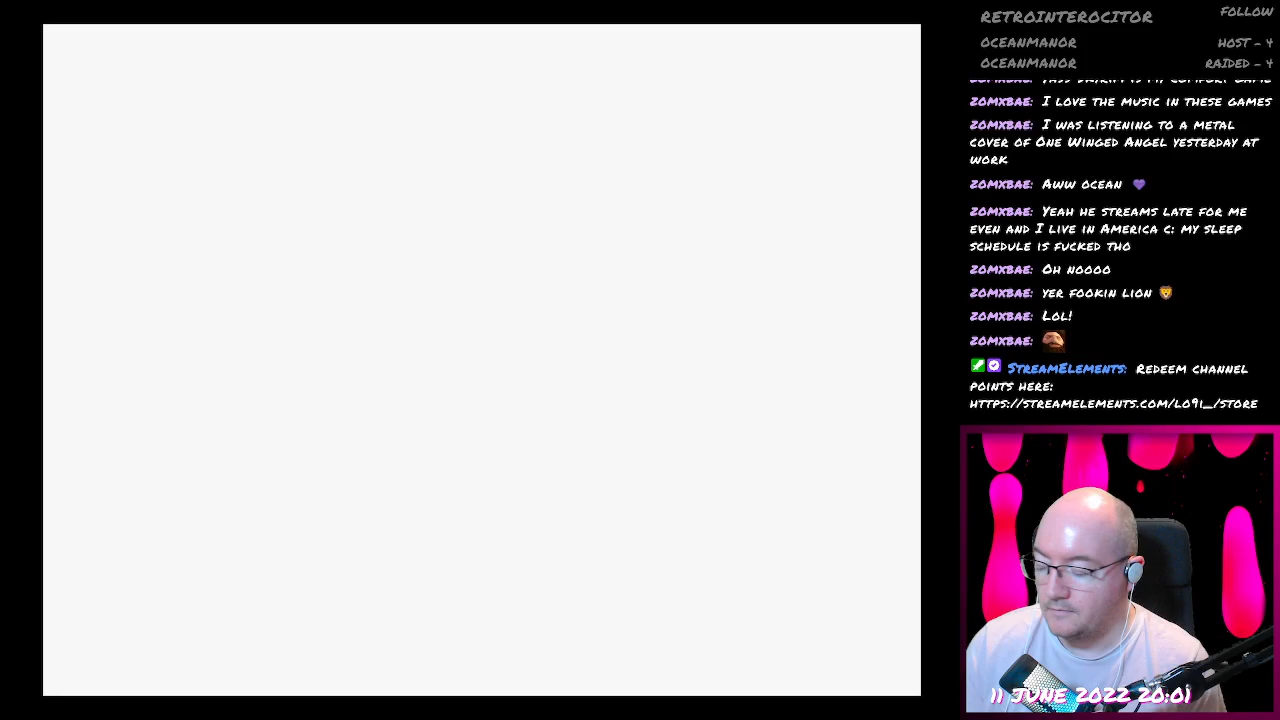 RETROINTEROCITOR FOLLOW
OCEANMANOR HOST - 4
OCEANMANOR RAIDED - 4
ZOMXBAE: I LOVE THE MUSIC IN THESE GAMES
ZOMXBAE: I WAS LISTENING TO A METAL
COVER OF ONE WINGED ANGEL YESTERDAY AT
WORK
ZOMXBAE: AWW OCEAN 💜
ZOMXBAE: YEAH HE STREAMS LATE FOR ME
EVEN AND I LIVE IN AMERICA C: MY SLEEP
SCHEDULE IS FUCKED THO
ZOMXBAE: OH NOOOO
ZOMXBAE: YER FOOKIN LION 🦁
ZOMXBAE: LOL!
ZOMXBAE:
STREAMELEMENTS: REDEEM CHANNEL
POINTS HERE:
HTTPS://STREAMELEMENTS.COM/LO91_/STORE
11 JUNE 2022 20:01